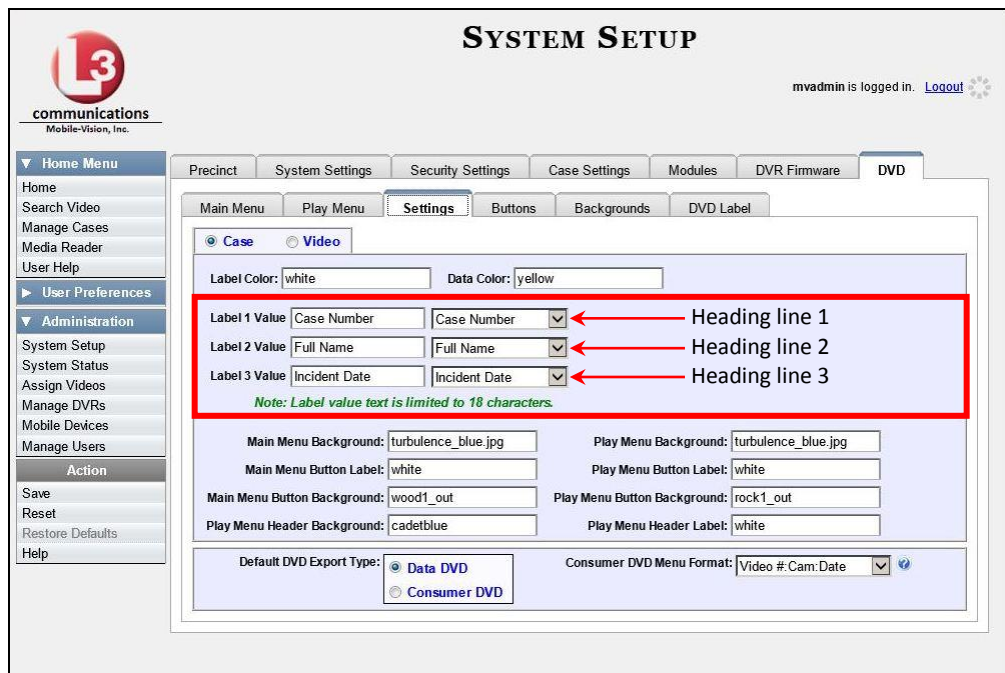 L3
communications
Mobile-Vision, Inc.
SYSTEM SETUP
mvadmin is logged in. Logout
▼ Home Menu
Home
Search Video
Manage Cases
Media Reader
User Help
► User Preferences
▼ Administration
System Setup
System Status
Assign Videos
Manage DVRs
Mobile Devices
Manage Users
Action
Save
Reset
Restore Defaults
Help
Precinct System Settings Security Settings Case Settings Modules DVR Firmware DVD
Main Menu Play Menu Settings Buttons Backgrounds DVD Label
Case Video
Label Color: white Data Color: yellow
Label 1 Value Case Number Case Number Heading line 1
Label 2 Value Full Name Full Name Heading line 2
Label 3 Value Incident Date Incident Date Heading line 3
Note: Label value text is limited to 18 characters.
Main Menu Background: turbulence_blue.jpg Play Menu Background: turbulence_blue.jpg
Main Menu Button Label: white Play Menu Button Label: white
Main Menu Button Background: wood1_out Play Menu Button Background: rock1_out
Play Menu Header Background: cadetblue Play Menu Header Label: white
Default DVD Export Type: Data DVD Consumer DVD Menu Format: Video #:Cam:Date ?
Consumer DVD